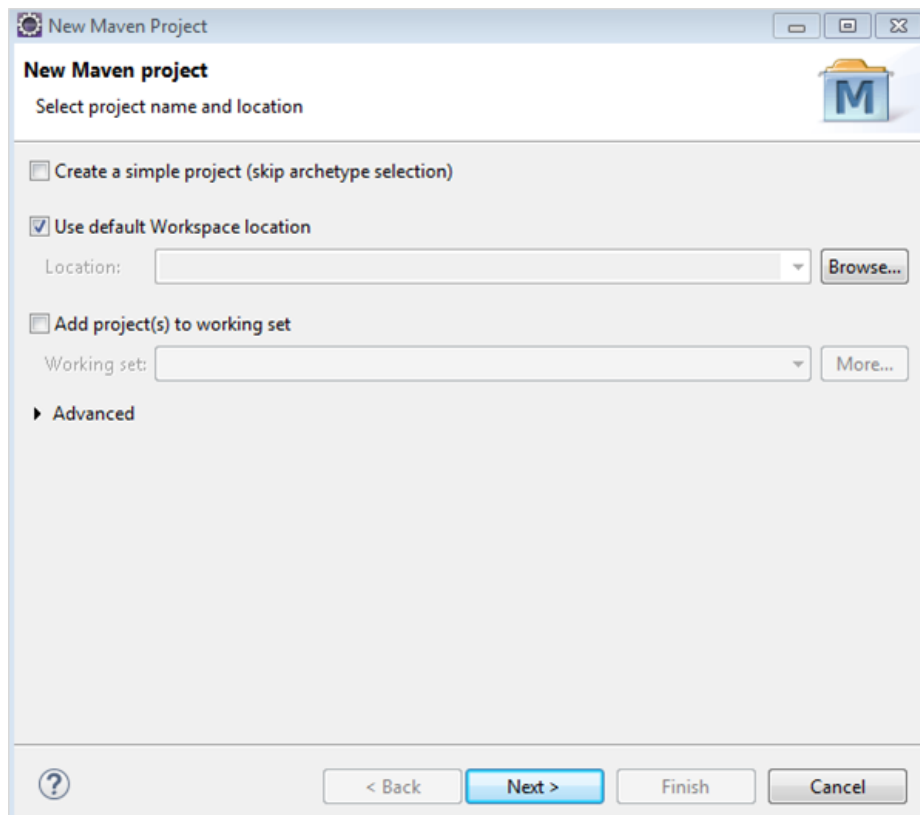 New Maven Project
New Maven project
Select project name and location
M
Create a simple project (skip archetype selection)
Use default Workspace location
Location:
Browse...
Add project(s) to working set
Working set:
More...
Advanced
?
< Back
Next >
Finish
Cancel